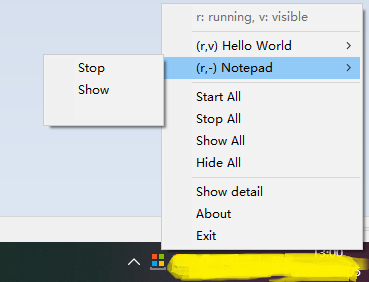 r: running, v: visible
(r,v) Hello World
(r,-) Notepad
Stop
Show
Start All
Stop All
Show All
Hide All
Show detail
About
Exit